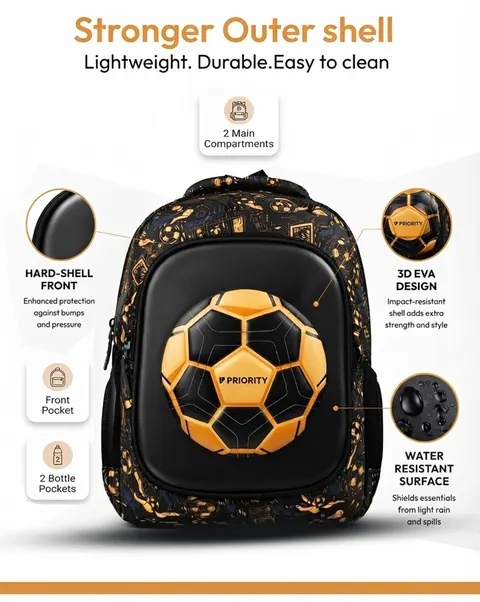 Stronger Outer shell
Lightweight. Durable.Easy to clean
2 Main
Compartments
HARD-SHELL
FRONT
Enhanced protection
against bumps
and pressure
PRIORITY
3D EVA
DESIGN
Impact-resistant
shell adds extra
strength and style
PRIORITY
Front
Pocket
2
2 Bottle
Pockets
WATER
RESISTANT
SURFACE
Shields essentials
from light rain
and spills